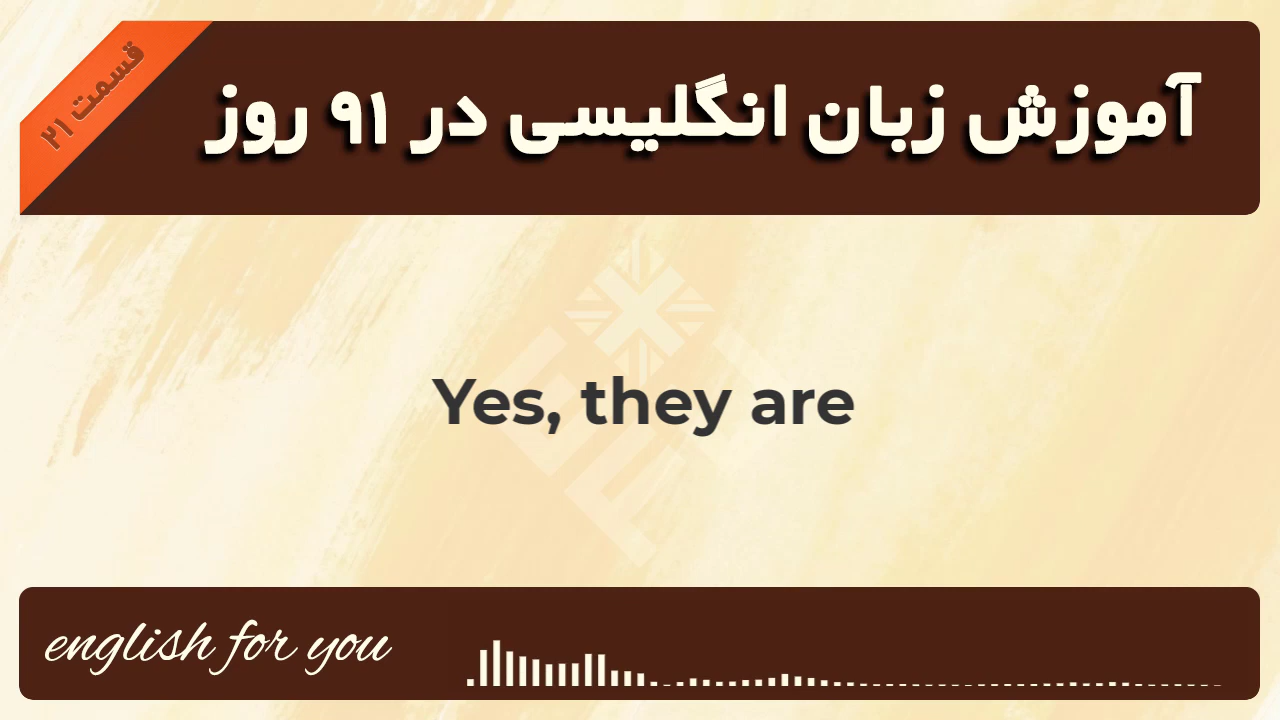 قسمت ۲۱
آموزش زبان انگلیسی در ۹۱ روز
Yes, they are
english for you